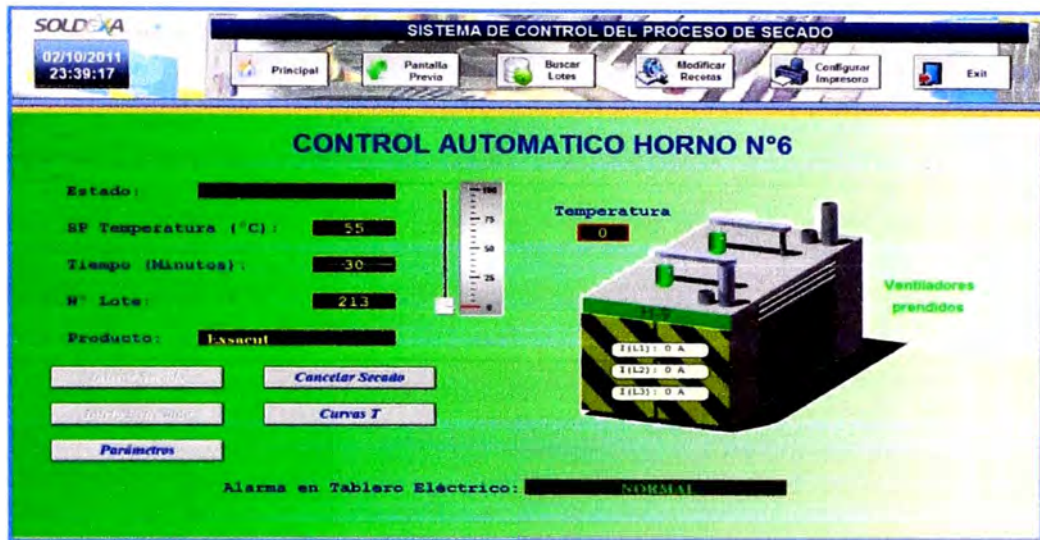 SOLDEXA
SISTEMA DE CONTROL DEL PROCESO DE SECADO
02/10/2011
23:39:17
Principal
Pantalla
Previa
Buscar
Lotes
Modificar
Recetas
Configurar
Impresora
Exit
CONTROL AUTOMATICO HORNO N°6
Estado:
SP Temperatura (°C): 55
Tiempo (Minutos): 30
N° Lote: 213
Producto: Exsacut
100
75
50
25
0
Temperatura
0
I(L1): 0 A
I(L2): 0 A
I(L3): 0 A
Ventiladores
prendidos
Cancelar Secado
Curvas T
Parámetros
Alarma en Tablero Eléctrico: NORMAL